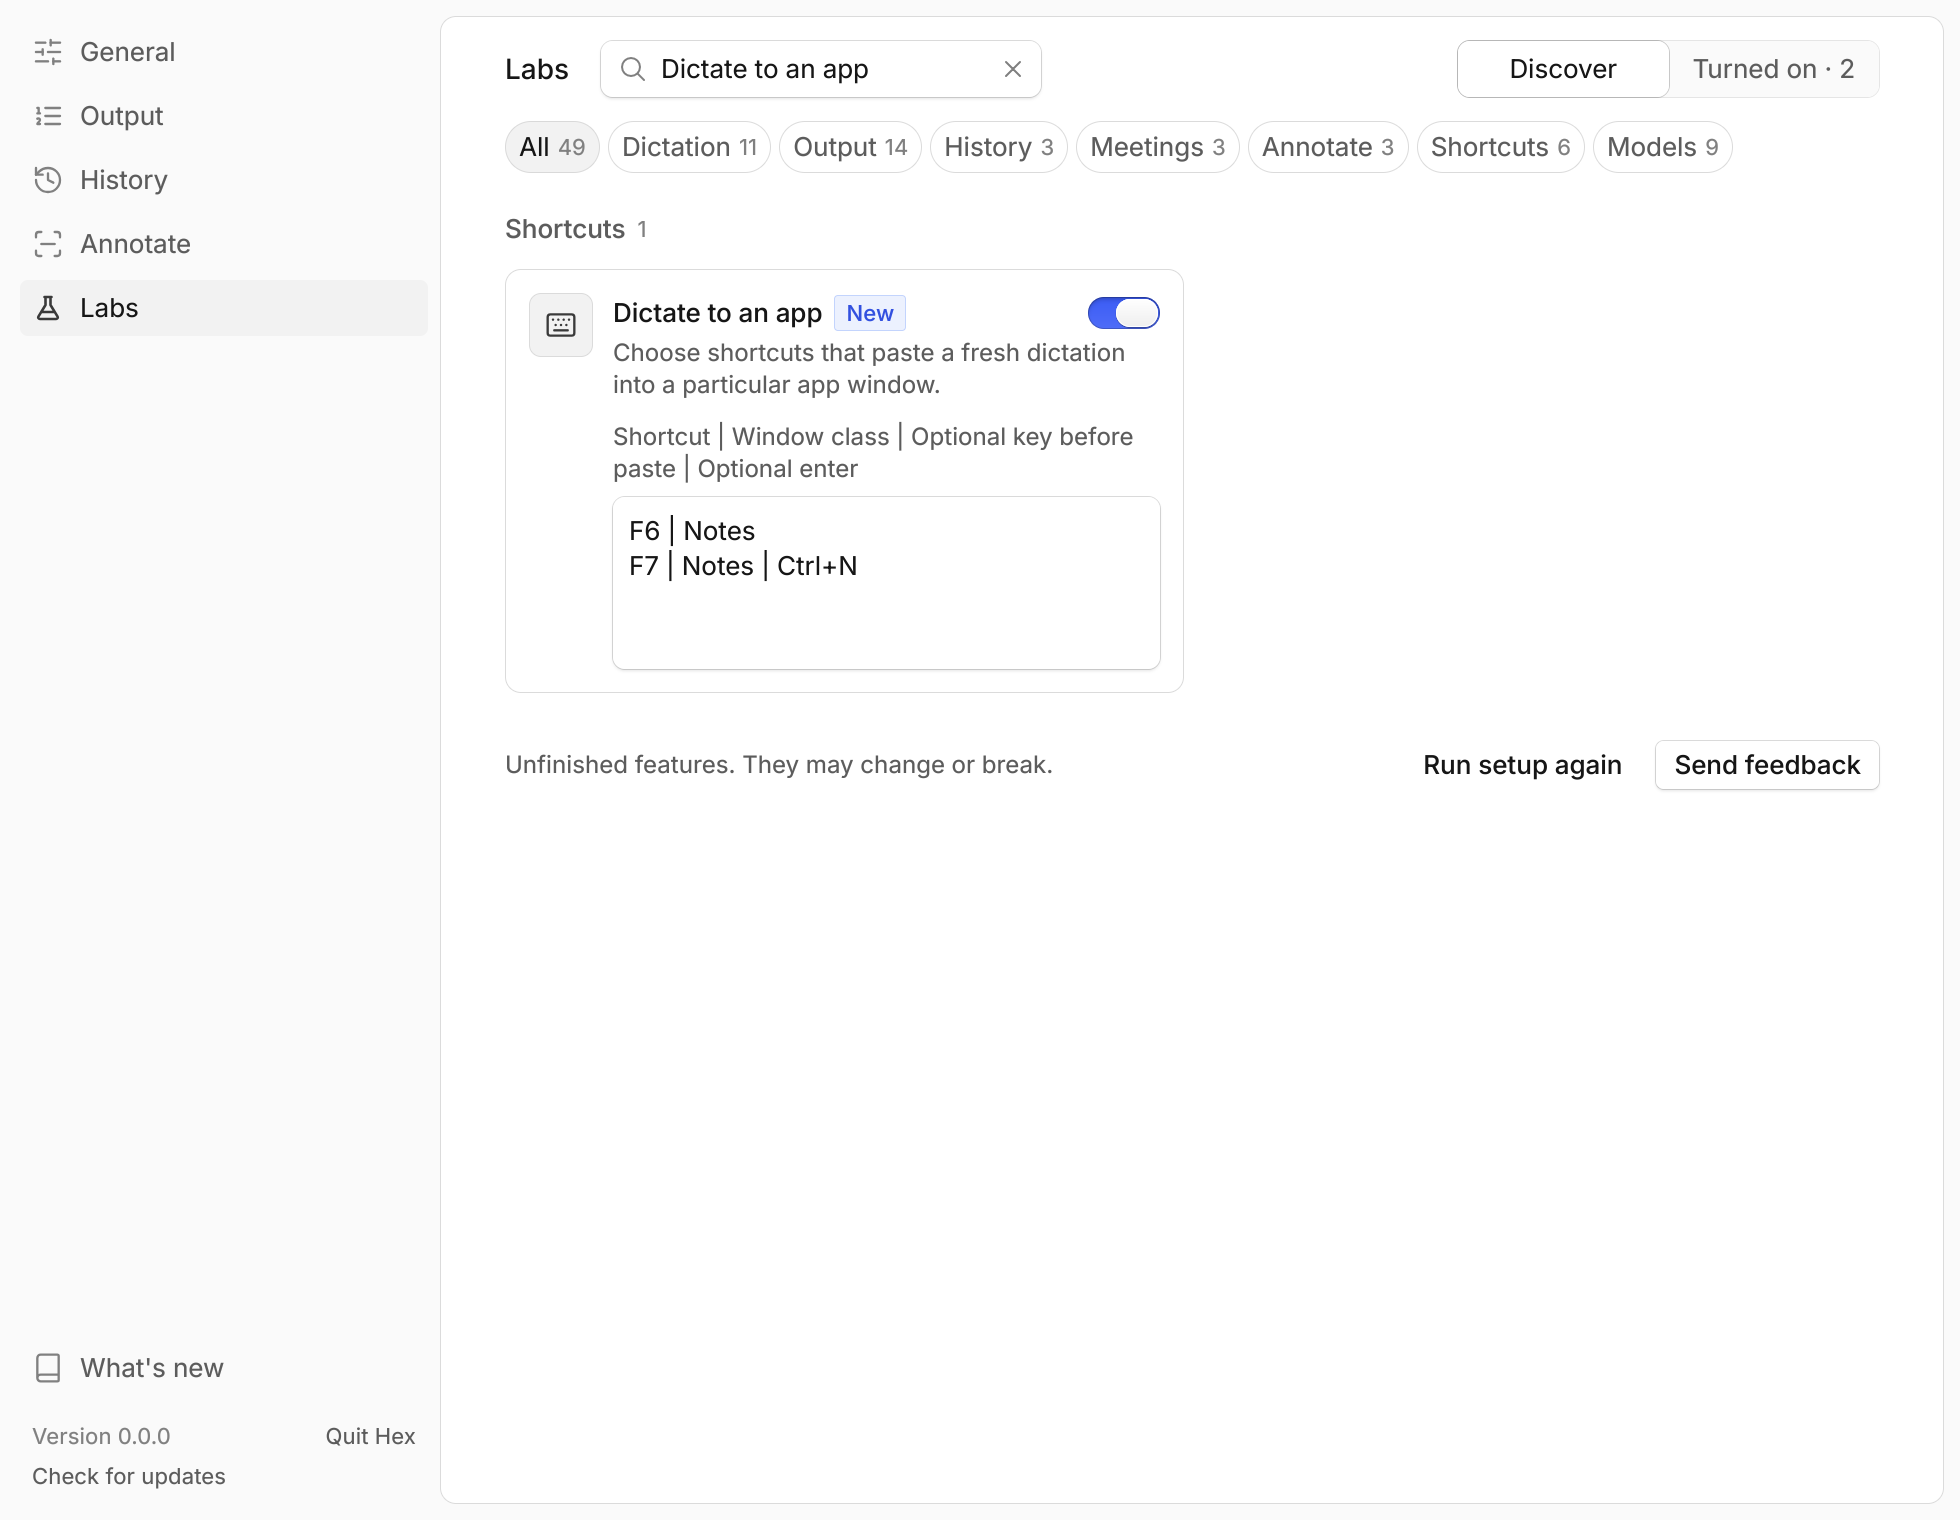 General
Output
History
Annotate
Labs
What's new
Version 0.0.0
Quit Hex
Check for updates
Labs
Dictate to an app
Discover
Turned on · 2
All 49
Dictation 11
Output 14
History 3
Meetings 3
Annotate 3
Shortcuts 6
Models 9
Shortcuts 1
Dictate to an app New
Choose shortcuts that paste a fresh dictation
into a particular app window.
Shortcut | Window class | Optional key before
paste | Optional enter
F6 | Notes
F7 | Notes | Ctrl+N
Unfinished features. They may change or break.
Run setup again
Send feedback